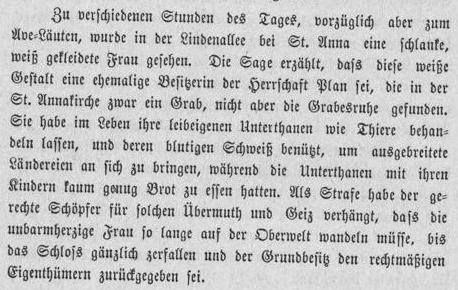 Zu verschiedenen Stunden des Tages, vorzüglich aber zum
Ave-Läuten, wurde in der Lindenallee bei St. Anna eine schlanke,
weiß gekleidete Frau gesehen. Die Sage erzählt, dass diese weiße
Gestalt eine ehemalige Besitzerin der Herrschaft Plan sei, die in der
St. Annakirche zwar ein Grab, nicht aber die Grabesruhe gefunden.
Sie habe im Leben ihre leibeigenen Unterthanen wie Thiere behan-
deln lassen, und deren blutigen Schweiß benützt, um ausgebreitete
Ländereien an sich zu bringen, während die Unterthanen mit ihren
Kindern kaum genug Brot zu essen hatten. Als Strafe habe der ge-
rechte Schöpfer für solchen Übermuth und Geiz verhängt, dass die
unbarmherzige Frau so lange auf der Oberwelt wandeln müsse, bis
das Schloss gänzlich zerfallen und der Grundbesitz den rechtmäßigen
Eigenthümern zurückgegeben sei.